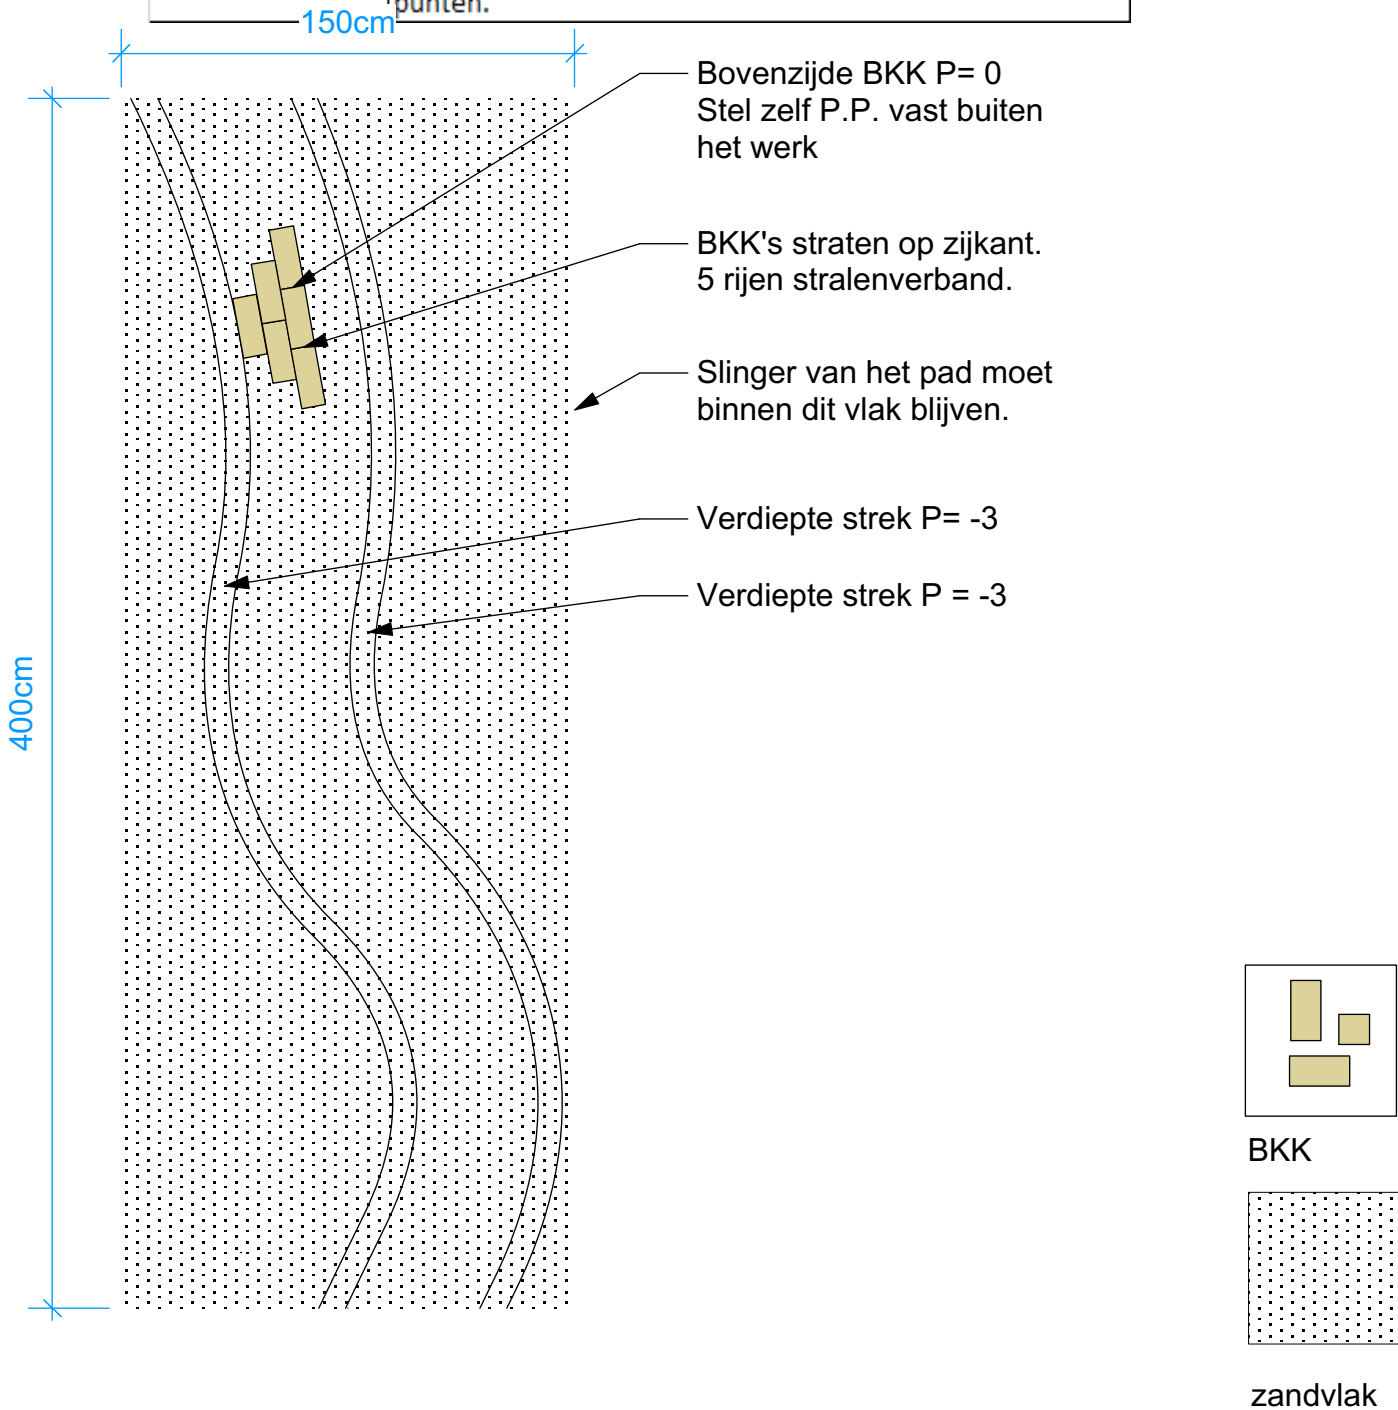 punten.
150cm
Bovenzijde BKK P= 0
Stel zelf P.P. vast buiten
het werk
BKK's straten op zijkant.
5 rijen stralenverband.
Slinger van het pad moet
binnen dit vlak blijven.
Verdiepte strek P= -3
Verdiepte strek P = -3
400cm
BKK
zandvlak